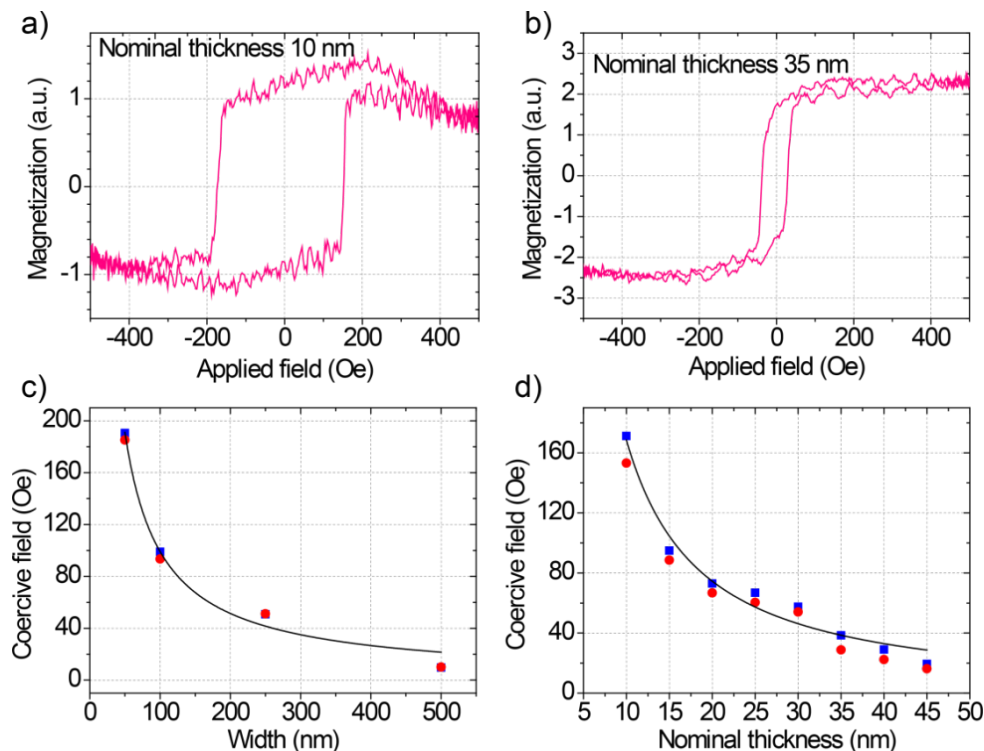 a)
Nominal thickness 10 nm
Magnetization (a.u.)
1
0
-1
-400 -200 0 200 400
Applied field (Oe)
b)
Nominal thickness 35 nm
Magnetization (a.u.)
3
2
1
0
-1
-2
-3
-400 -200 0 200 400
Applied field (Oe)
c)
Coercive field (Oe)
200
160
120
80
40
0
0 100 200 300 400 500
Width (nm)
d)
Coercive field (Oe)
160
120
80
40
0
5 10 15 20 25 30 35 40 45 50
Nominal thickness (nm)